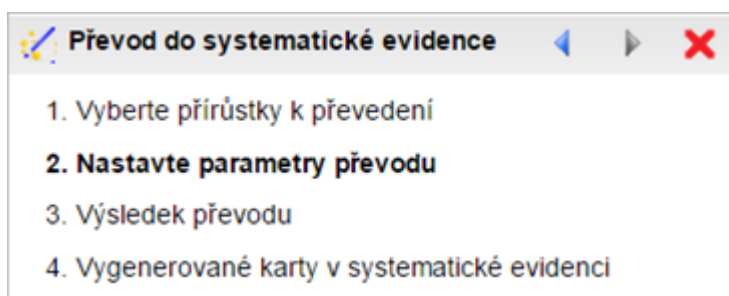 Převod do systematické evidence
1. Vyberte přírůstky k převedení
2. Nastavte parametry převodu
3. Výsledek převodu
4. Vygenerované karty v systematické evidenci